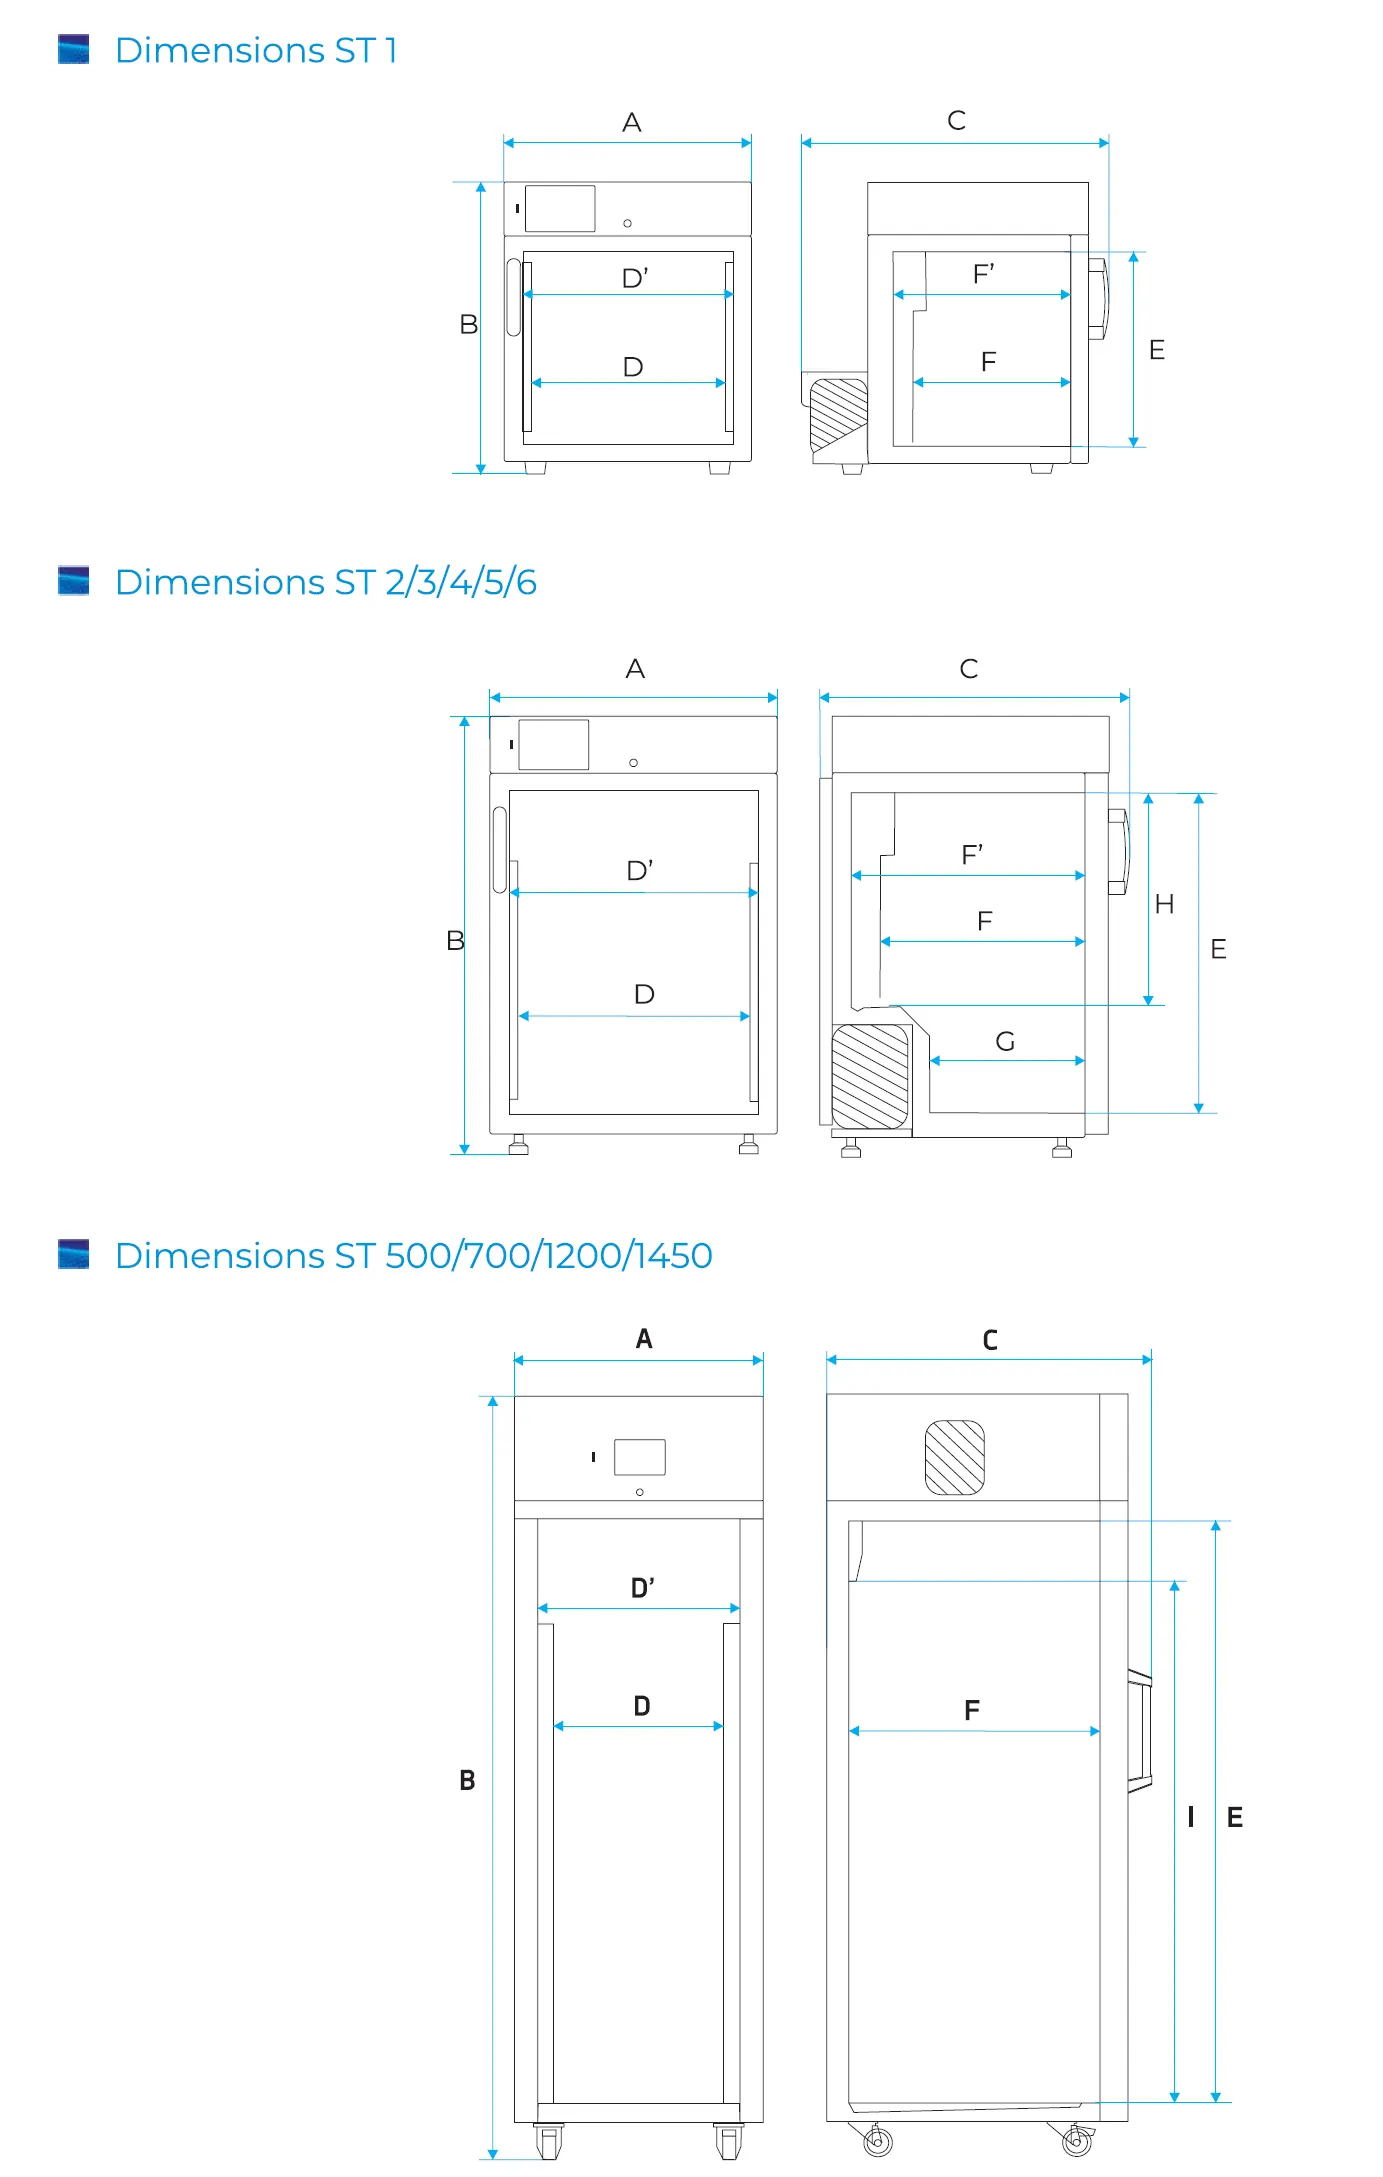 Dimensions ST 1
A
C
D’
F’
B
E
D
F
Dimensions ST 2/3/4/5/6
A
C
F’
D’
H
F
B
E
D
G
Dimensions ST 500/700/1200/1450
A
C
D’
D
F
B
I
E